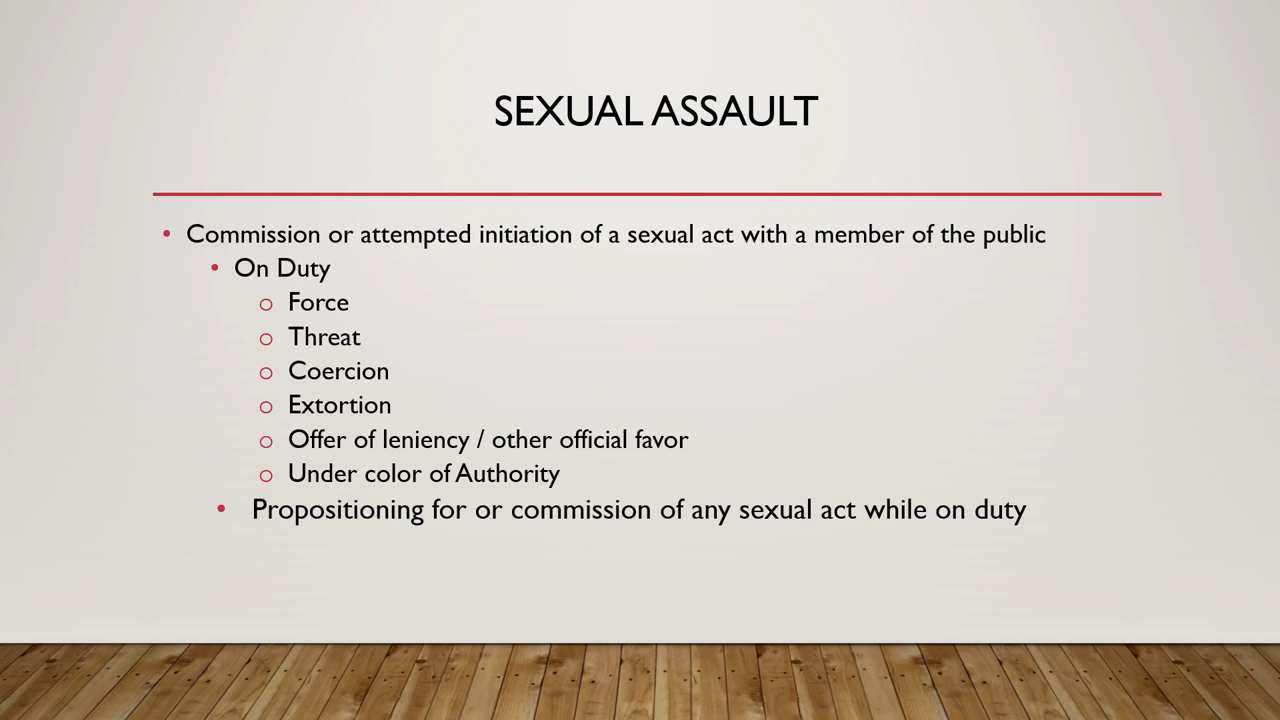 SEXUAL ASSAULT
• Commission or attempted initiation of a sexual act with a member of the public
• On Duty
o Force
o Threat
o Coercion
o Extortion
o Offer of leniency / other official favor
o Under color of Authority
• Propositioning for or commission of any sexual act while on duty